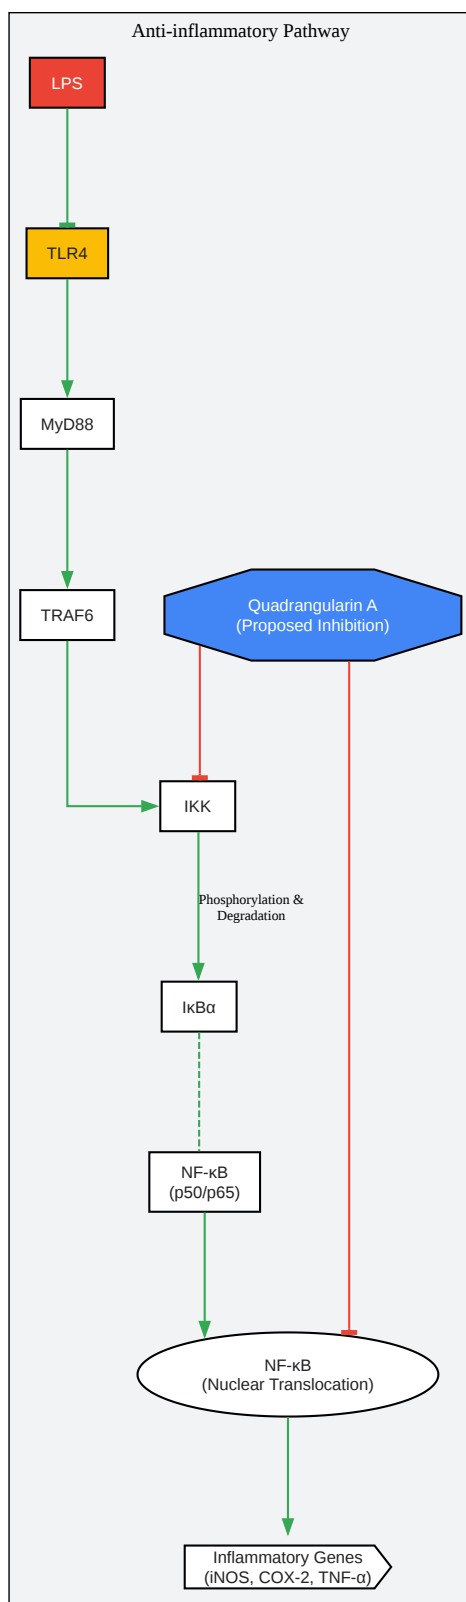 Anti-inflammatory Pathway
LPS
TLR4
MyD88
TRAF6
Quadrangularin A
(Proposed Inhibition)
IKK
Phosphorylation &
Degradation
IκBα
NF-κB
(p50/p65)
NF-κB
(Nuclear Translocation)
Inflammatory Genes
(iNOS, COX-2, TNF-α)